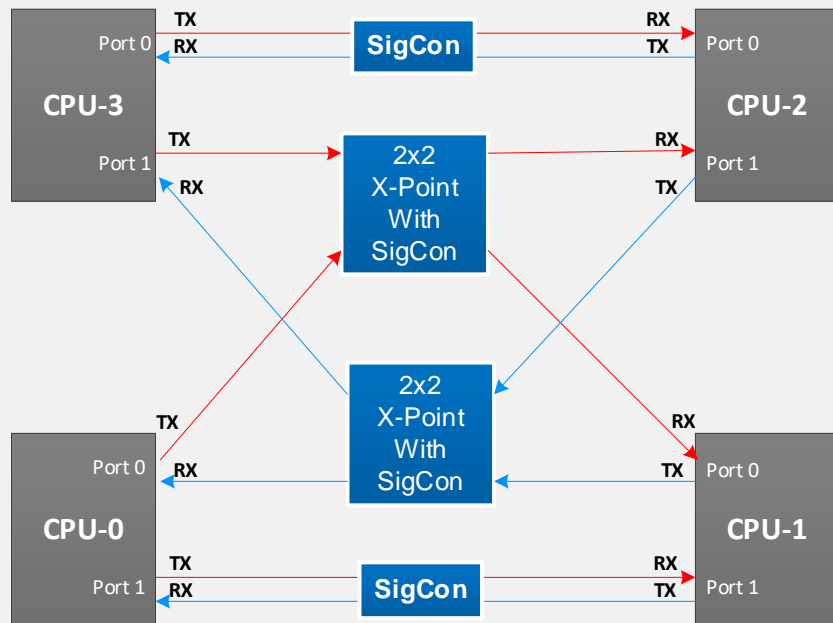 TX
RX
Port 0
SigCon
Port 0
RX
TX
CPU-3
CPU-2
TX
RX
Port 1
2x2
X-Point
With
SigCon
Port 1
RX
TX
2x2
X-Point
With
SigCon
TX
RX
Port 0
RX
TX
Port 0
CPU-0
CPU-1
TX
RX
Port 1
SigCon
Port 1
RX
TX